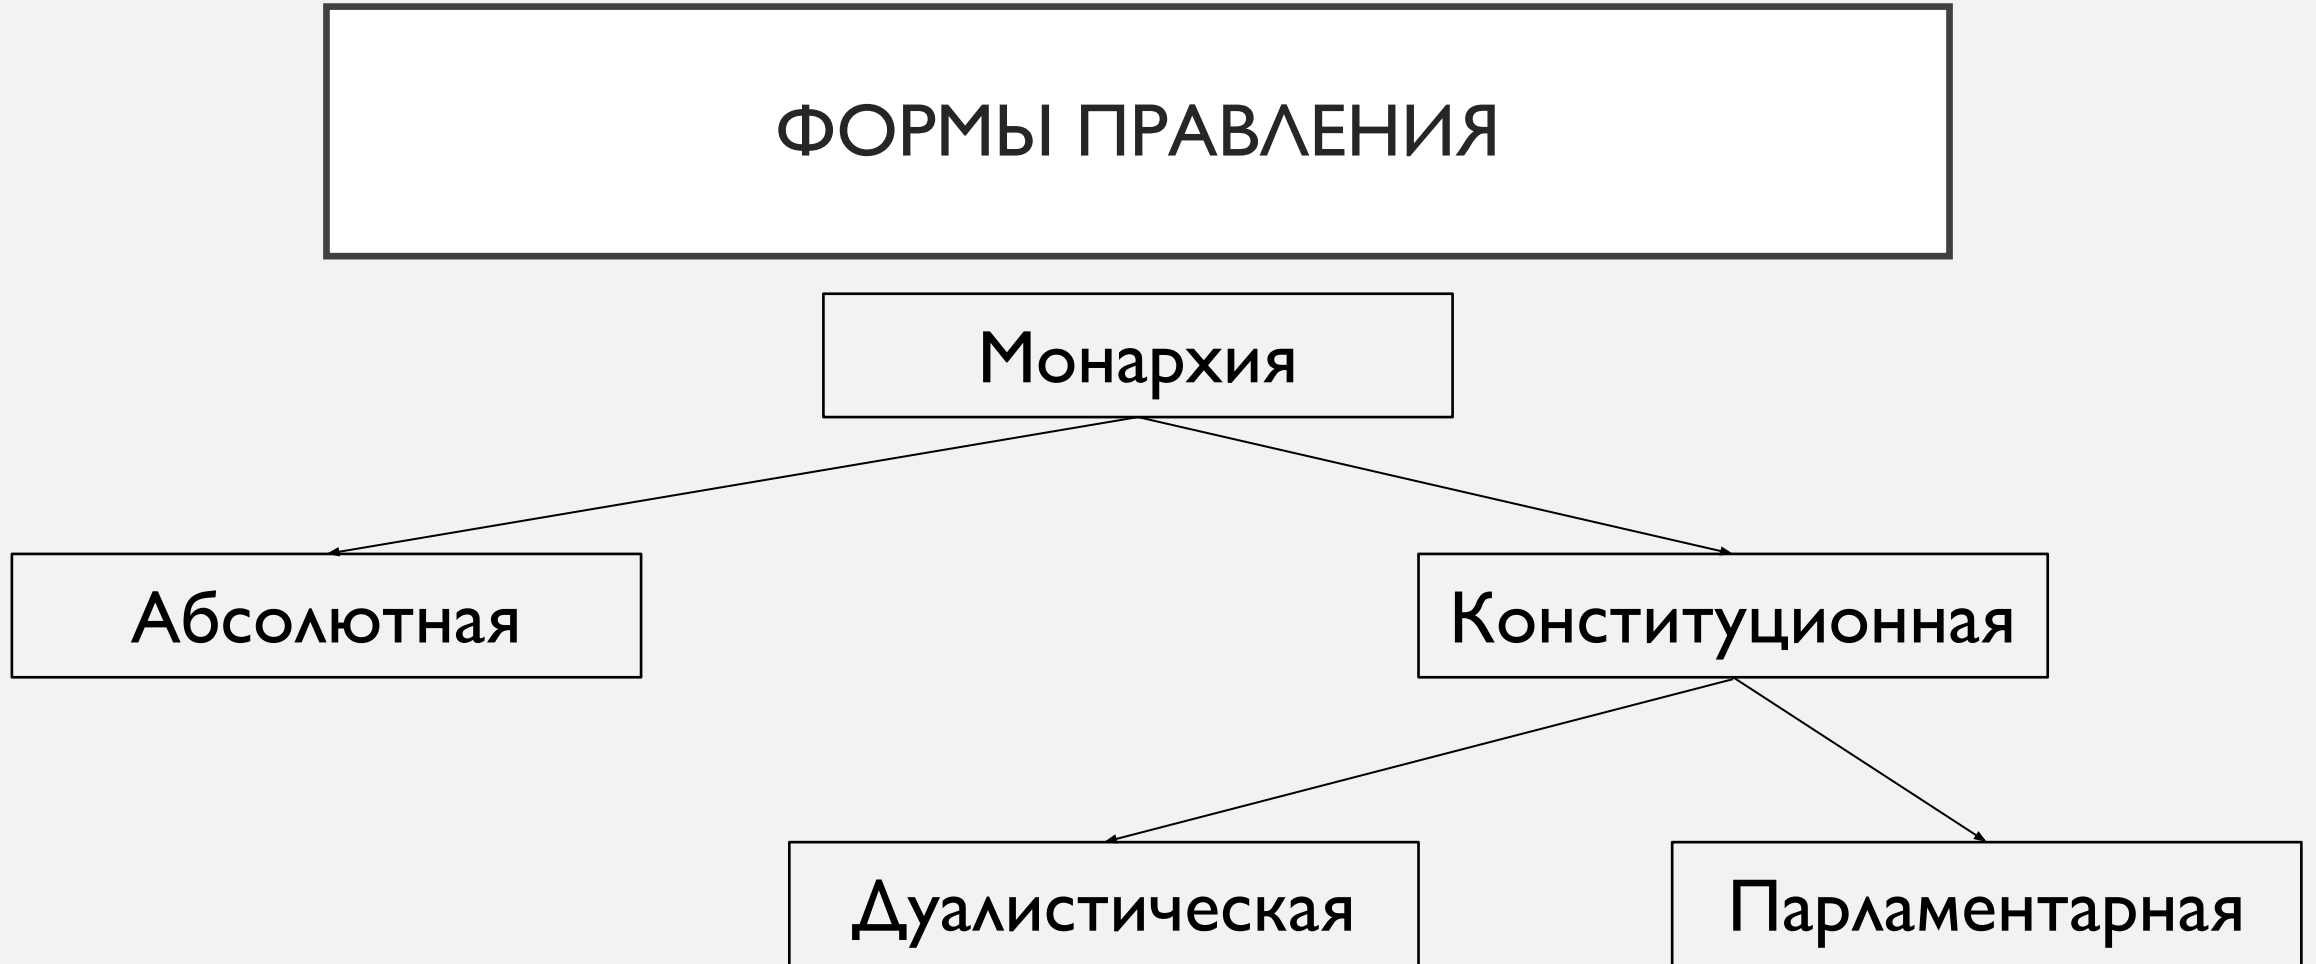 ФОРМЫ ПРАВЛЕНИЯ
Монархия
Абсолютная
Конституционная
Дуалистическая
Парламентарная